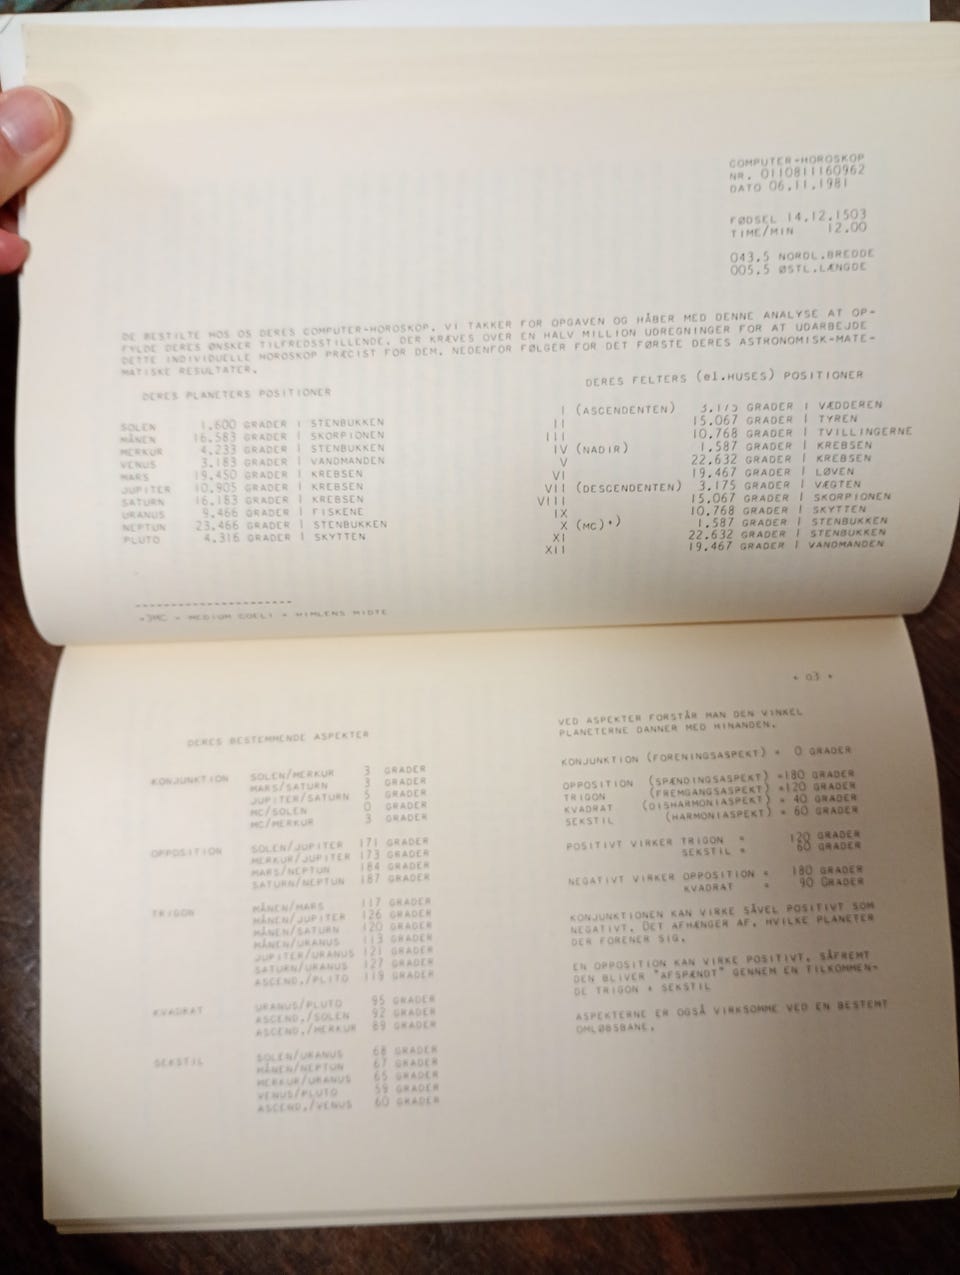 COMPUTER-HOROSKOP
NR. 0110811160962
DATO 06.11.1981
FØDSEL 14.12.1503
TIME/MIN 12.00
043.5 NORDL.BREDDE
005.5 ØSTL.LÆNGDE
DE BESTILTE HOS OS DERES COMPUTER-HOROSKOP. VI TAKKER FOR OPGAVEN OG HÅBER MED DENNE ANALYSE AT OP-
FYLDE DERES ØNSKER TILFREDSSTILLENDE. DER KRÆVES OVER EN HALV MILLION UDREGNINGER FOR AT UDARBEJDE
DETTE INDIVIDUELLE HOROSKOP PRÆCIST FOR DEM. NEDENFOR FØLGER FOR DET FØRSTE DERES ASTRONOMISK-MATE-
MATISKE RESULTATER.
DERES PLANETERS POSITIONER
SOLEN 1.600 GRADER I STENBUKKEN
MÅNEN 16.583 GRADER I SKORPIONEN
MERKUR 4.233 GRADER I STENBUKKEN
VENUS 3.183 GRADER I VANDMANDEN
MARS 19.450 GRADER I KREBSEN
JUPITER 10.905 GRADER I KREBSEN
SATURN 16.183 GRADER I KREBSEN
URANUS 9.466 GRADER I FISKENE
NEPTUN 23.466 GRADER I STENBUKKEN
PLUTO 4.316 GRADER I SKYTTEN
DERES FELTERS (el.HUSES) POSITIONER
I (ASCENDENTEN) 3.175 GRADER I VÆDDEREN
II 15.067 GRADER I TYREN
III 10.768 GRADER I TVILLINGERNE
IV (NADIR) 1.587 GRADER I KREBSEN
V 22.632 GRADER I KREBSEN
VI 19.467 GRADER I LØVEN
VII (DESCENDENTEN) 3.175 GRADER I VÆGTEN
VIII 15.067 GRADER I SKORPIONEN
IX 10.768 GRADER I SKYTTEN
X (MC)*) 1.587 GRADER I STENBUKKEN
XI 22.632 GRADER I STENBUKKEN
XII 19.467 GRADER I VANDMANDEN
*)MC = MEDIUM COELI = HIMLENS MIDTE
* 03 *
DERES BESTEMMENDE ASPEKTER
KONJUNKTION SOLEN/MERKUR 3 GRADER
MARS/SATURN 3 GRADER
JUPITER/SATURN 5 GRADER
MC/SOLEN 0 GRADER
MC/MERKUR 3 GRADER
OPPOSITION SOLEN/JUPITER 171 GRADER
MERKUR/JUPITER 173 GRADER
MARS/NEPTUN 184 GRADER
SATURN/NEPTUN 187 GRADER
TRIGON MÅNEN/MARS 117 GRADER
MÅNEN/JUPITER 126 GRADER
MÅNEN/SATURN 120 GRADER
MÅNEN/URANUS 113 GRADER
JUPITER/URANUS 121 GRADER
SATURN/URANUS 127 GRADER
ASCEND./PLITO 119 GRADER
KVADRAT URANUS/PLUTO 95 GRADER
ASCEND./SOLEN 92 GRADER
ASCEND./MERKUR 89 GRADER
SEKSTIL SOLEN/URANUS 68 GRADER
MÅNEN/NEPTUN 67 GRADER
MERKUR/URANUS 65 GRADER
VENUS/PLUTO 59 GRADER
ASCEND./VENUS 60 GRADER
VED ASPEKTER FORSTÅR MAN DEN VINKEL
PLANETERNE DANNER MED HINANDEN.
KONJUNKTION (FORENINGSASPEKT) = 0 GRADER
OPPOSITION (SPÆNDINGSASPEKT) =180 GRADER
TRIGON (FREMGANGSASPEKT) =120 GRADER
KVADRAT (DISHARMONIASPEKT) = 40 GRADER
SEKSTIL (HARMONIASPEKT) = 60 GRADER
POSITIVT VIRKER TRIGON = 120 GRADER
SEKSTIL = 60 GRADER
NEGATIVT VIRKER OPPOSITION = 180 GRADER
KVADRAT = 90 GRADER
KONJUNKTIONEN KAN VIRKE SÅVEL POSITIVT SOM
NEGATIVT. DET AFHÆNGER AF, HVILKE PLANETER
DER FORENER SIG.
EN OPPOSITION KAN VIRKE POSITIVT, SÅFREMT
DEN BLIVER "AFSPÆNDT" GENNEM EN TILKOMMEN-
DE TRIGON + SEKSTIL
ASPEKTERNE ER OGSÅ VIRKSOMME VED EN BESTEMT
OMLØBSBANE.